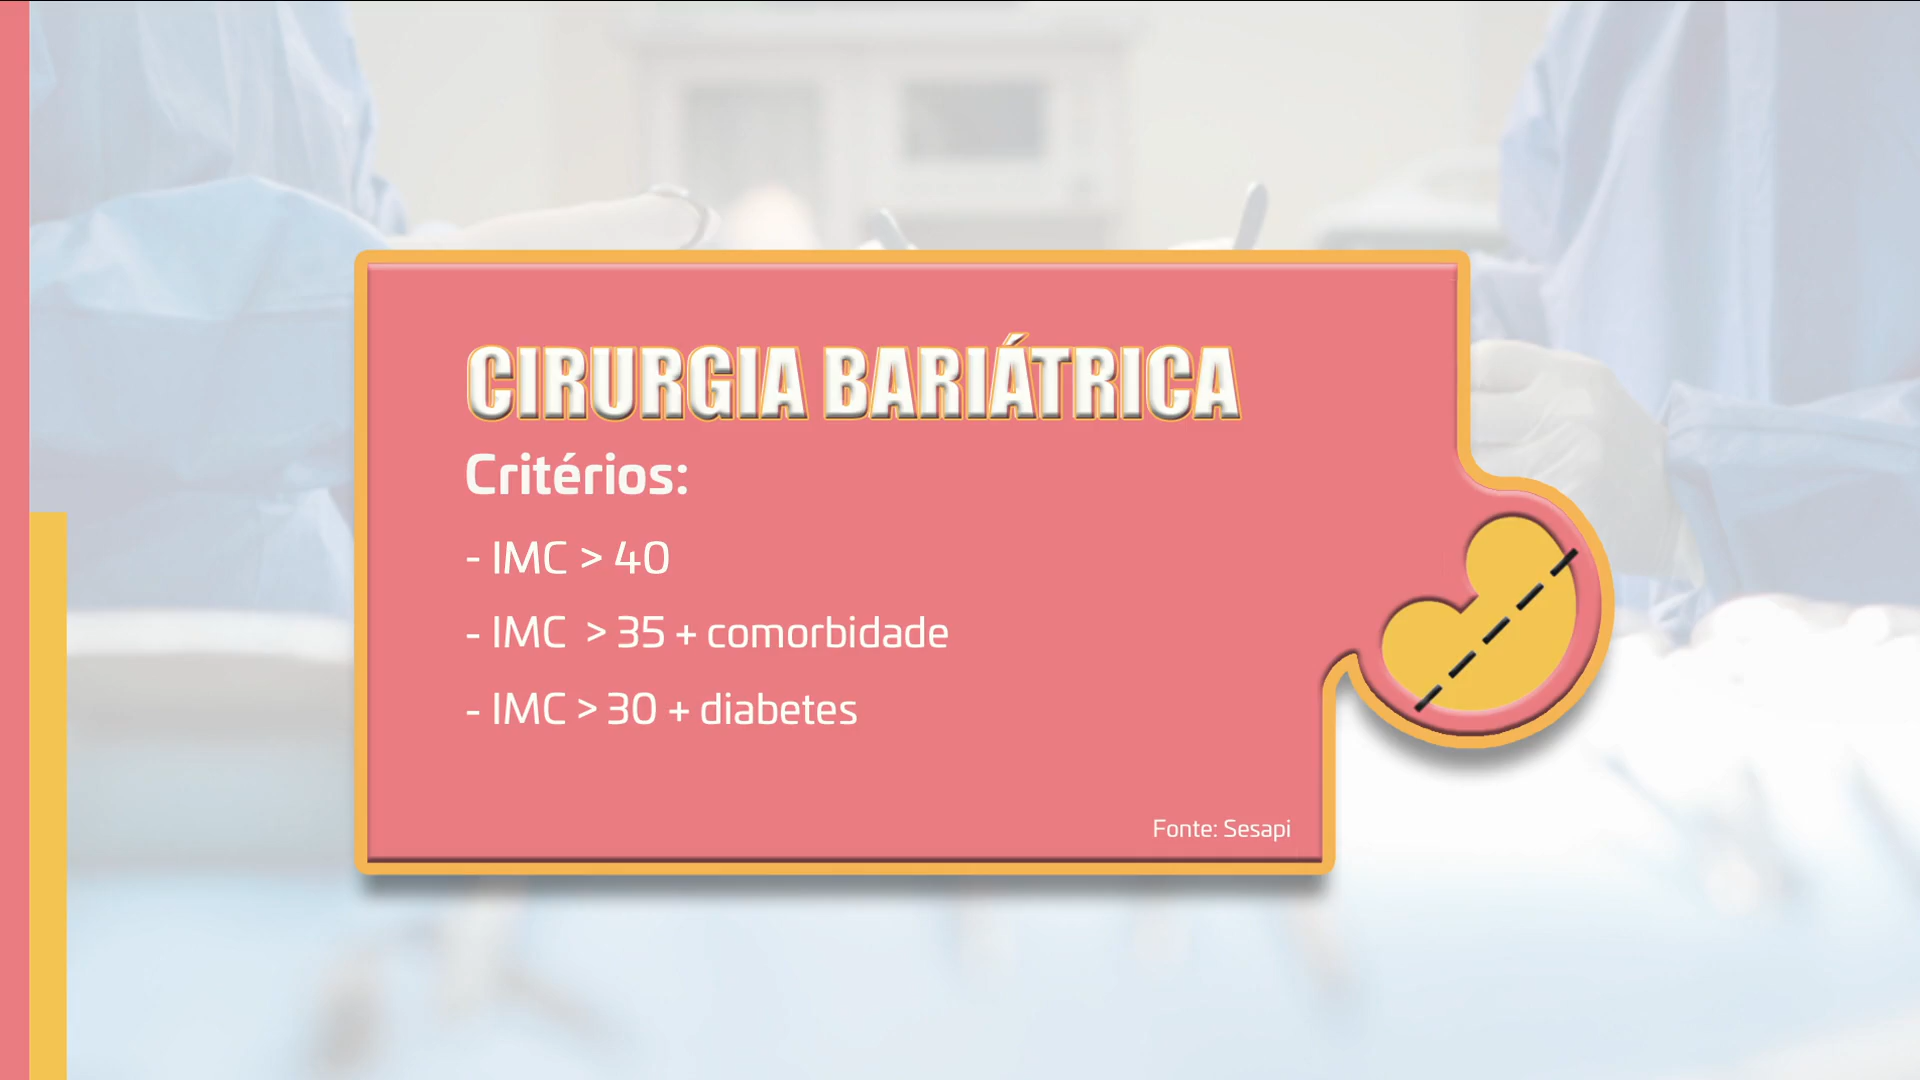 CIRURGIA BARIÁTRICA
Critérios:
- IMC > 40
- IMC > 35 + comorbidade
- IMC > 30 + diabetes
Fonte: Sesapi